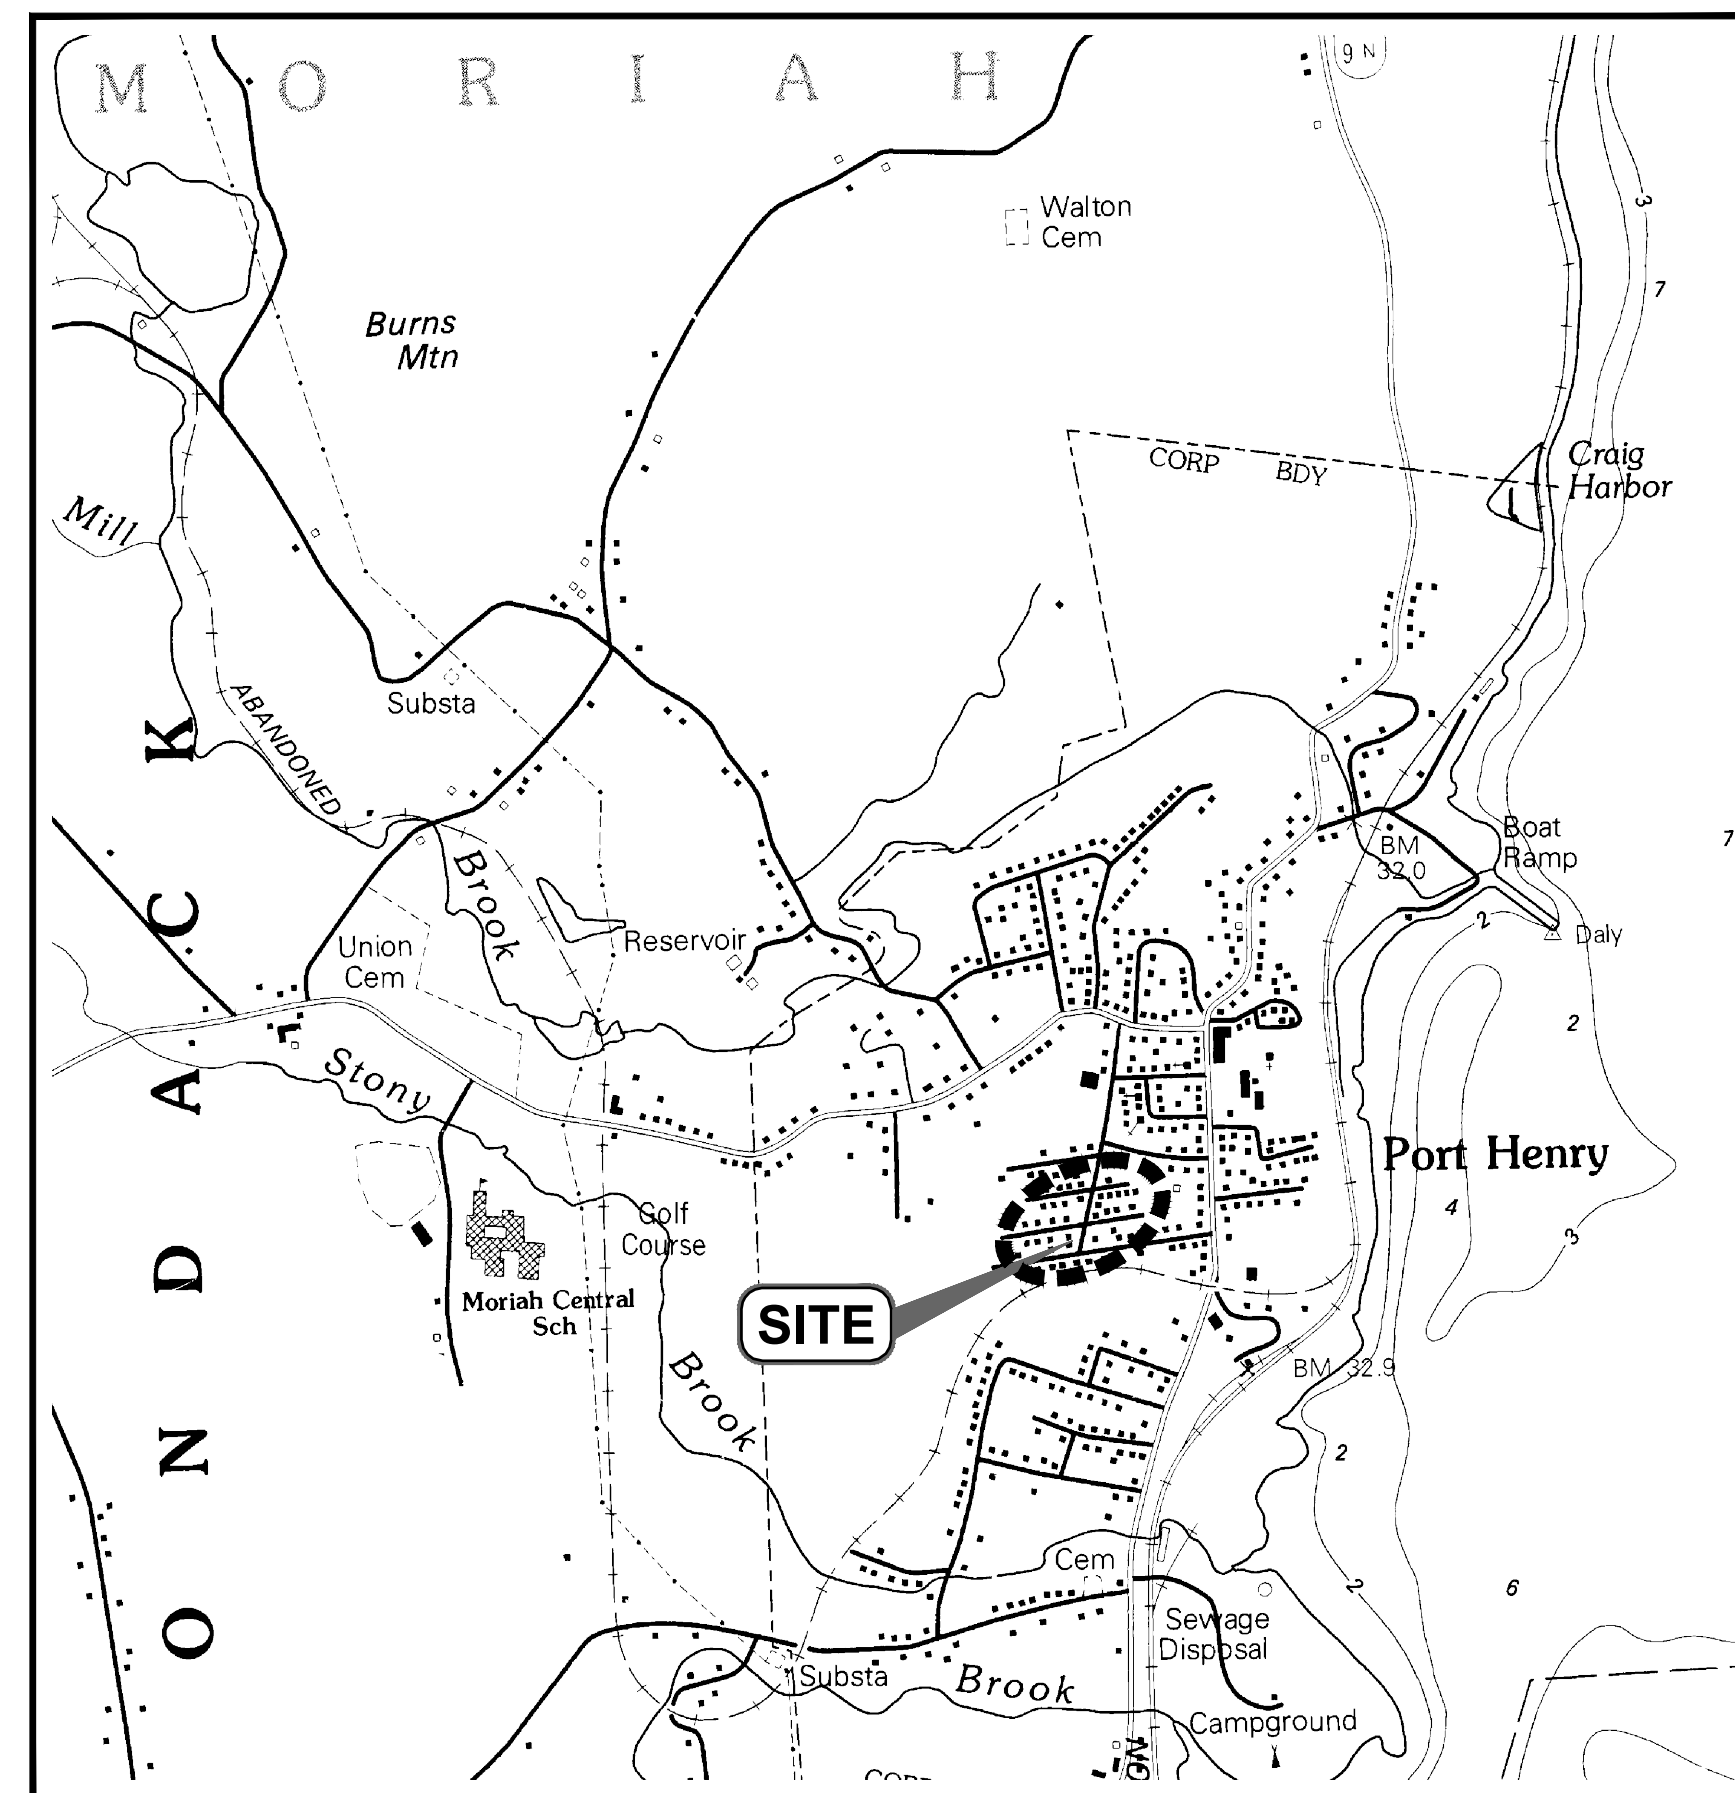 MORIAH
9 N
3
Walton
Cem
7
Burns
Mtn
CORP BDY
Craig
Harbor
Mill
ABANDONED
Substa
K
Boat
Ramp
7
BM
32.0
Brook
C
2
Daly
Union
Cem
Reservoir
2
Stony
A
Port Henry
4
3
Golf
Course
D
Moriah Central
Sch
SITE
BM 32.9
Brook
N
2
Cem
2
6
O
Sewage
Disposal
Substa
Brook
Campground